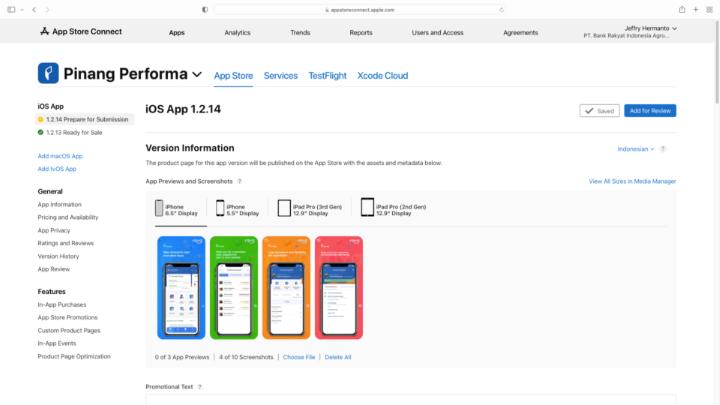 appstoreconnect.apple.com
App Store Connect
Apps
Analytics
Trends
Reports
Users and Access
Agreements
Jeffry Hermanto
PT. Bank Rakyat Indonesia Agro...
Pinang Performa
App Store
Services
TestFlight
Xcode Cloud
iOS App
1.2.14 Prepare for Submission
1.2.13 Ready for Sale
Add macOS App
Add tvOS App
General
App Information
Pricing and Availability
App Privacy
Ratings and Reviews
Version History
App Review
Features
In-App Purchases
App Store Promotions
Custom Product Pages
In-App Events
Product Page Optimization
iOS App 1.2.14
Saved
Add for Review
Version Information
Indonesian
?
The product page for this app version will be published on the App Store with the assets and metadata below.
App Previews and Screenshots ?
View All Sizes in Media Manager
iPhone
6.5" Display
iPhone
5.5" Display
iPad Pro (3rd Gen)
12.9" Display
iPad Pro (2nd Gen)
12.9" Display
0 of 3 App Previews | 4 of 10 Screenshots | Choose File | Delete All
Promotional Text ?